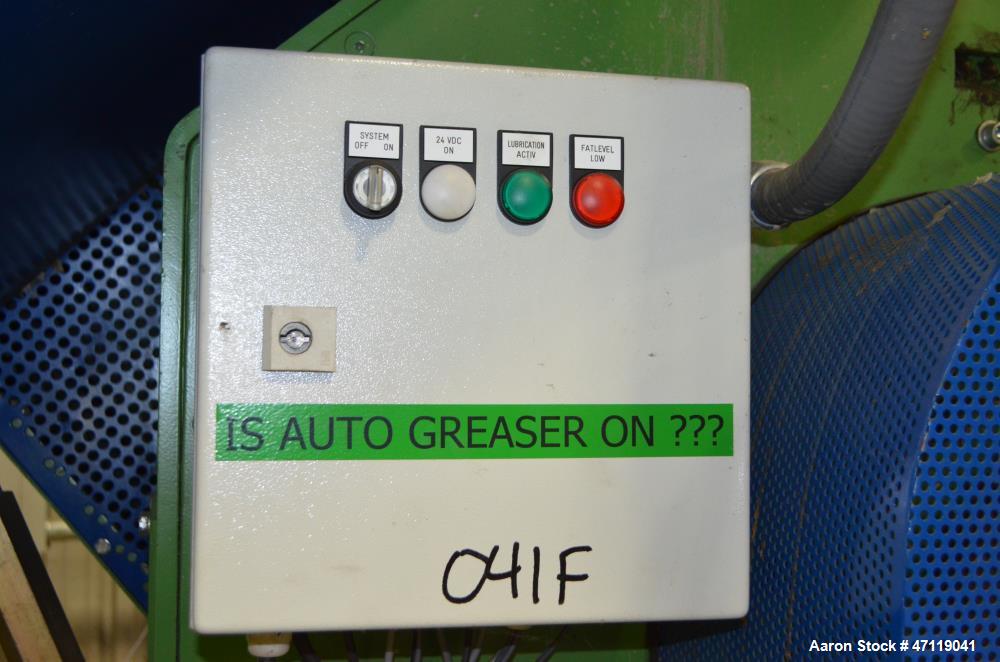 SYSTEM
OFF ON
24 VDC
ON
LUBRICATION
ACTIV
FATLEVEL
LOW
IS AUTO GREASER ON ???
041F
Aaron Stock # 47119041